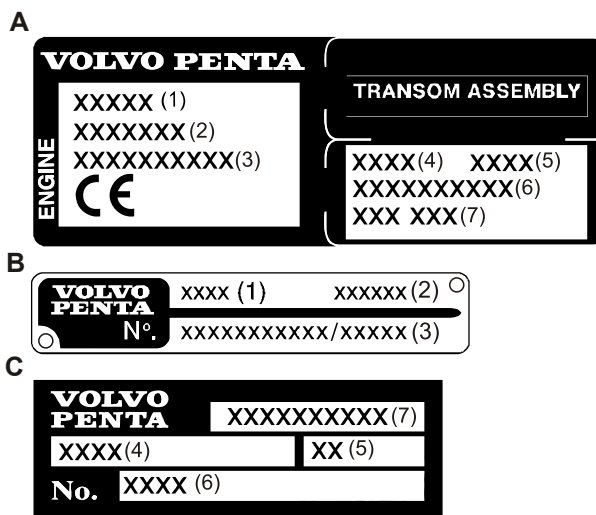 A
VOLVO PENTA
XXXXX (1)
XXXXXXX (2)
XXXXXXXXXX(3)
CE
ENGINE
TRANSOM ASSEMBLY
XXXX(4) XXXX(5)
XXXXXXXXXX(6)
XXX XXX(7)
B
VOLVO
PENTA
Nº.
XXXX (1) XXXXXX (2)
XXXXXXXXXXX/XXXXX (3)
C
VOLVO
PENTA
XXXXXXXXXX(7)
XXXX(4) XX (5)
No. XXXX (6)